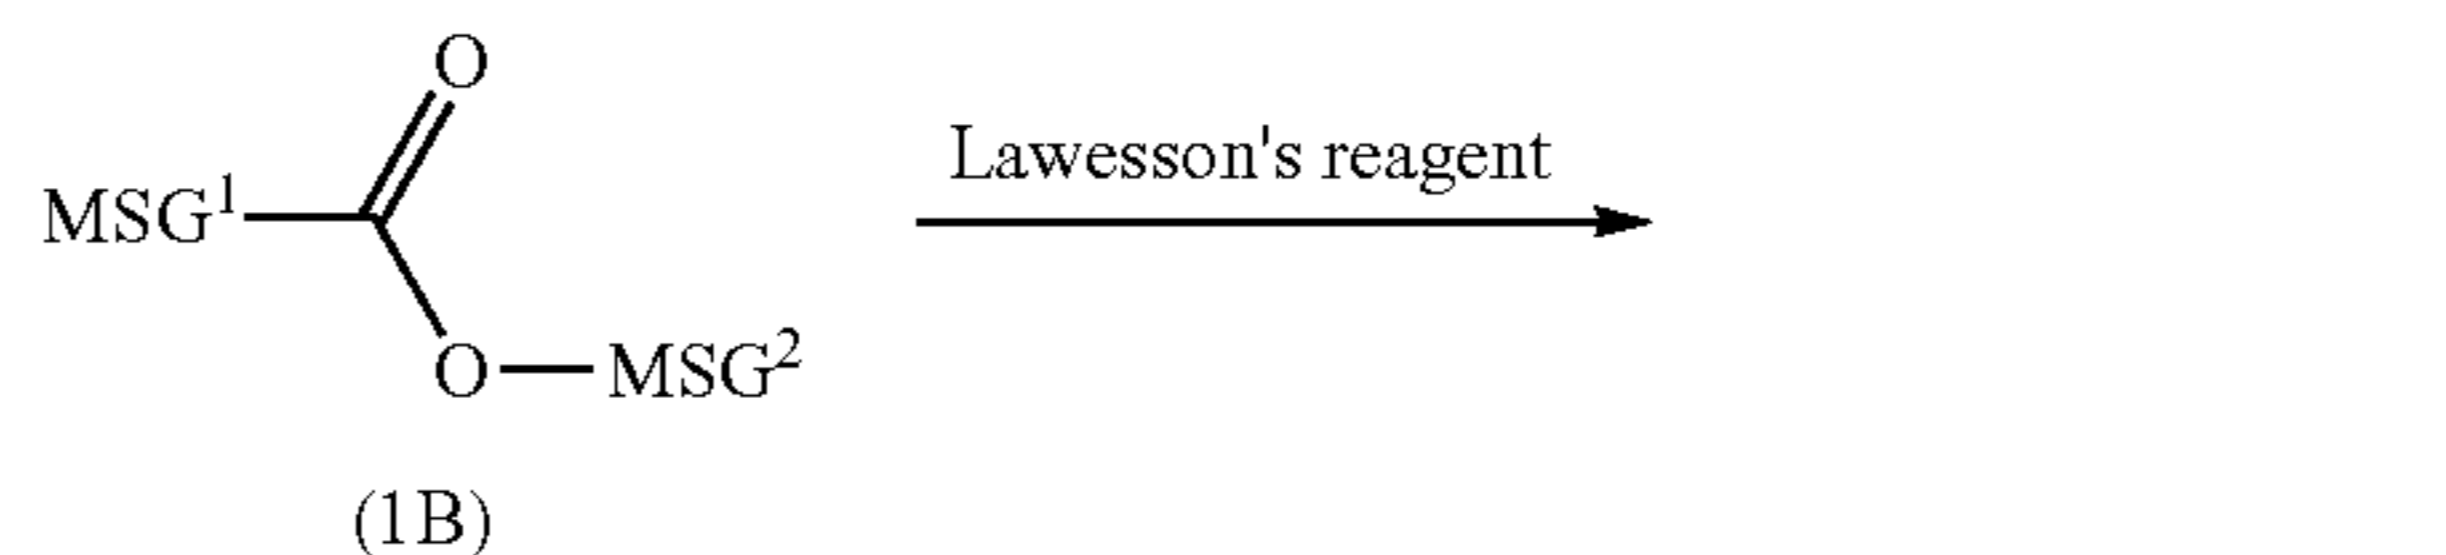 O
Lawesson's reagent
MSG¹
O—MSG²
(1B)